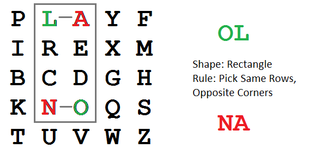 P L A Y F
I R E X M
B C D G H
K N O Q S
T U V W Z
OL
Shape: Rectangle
Rule: Pick Same Rows,
Opposite Corners
NA